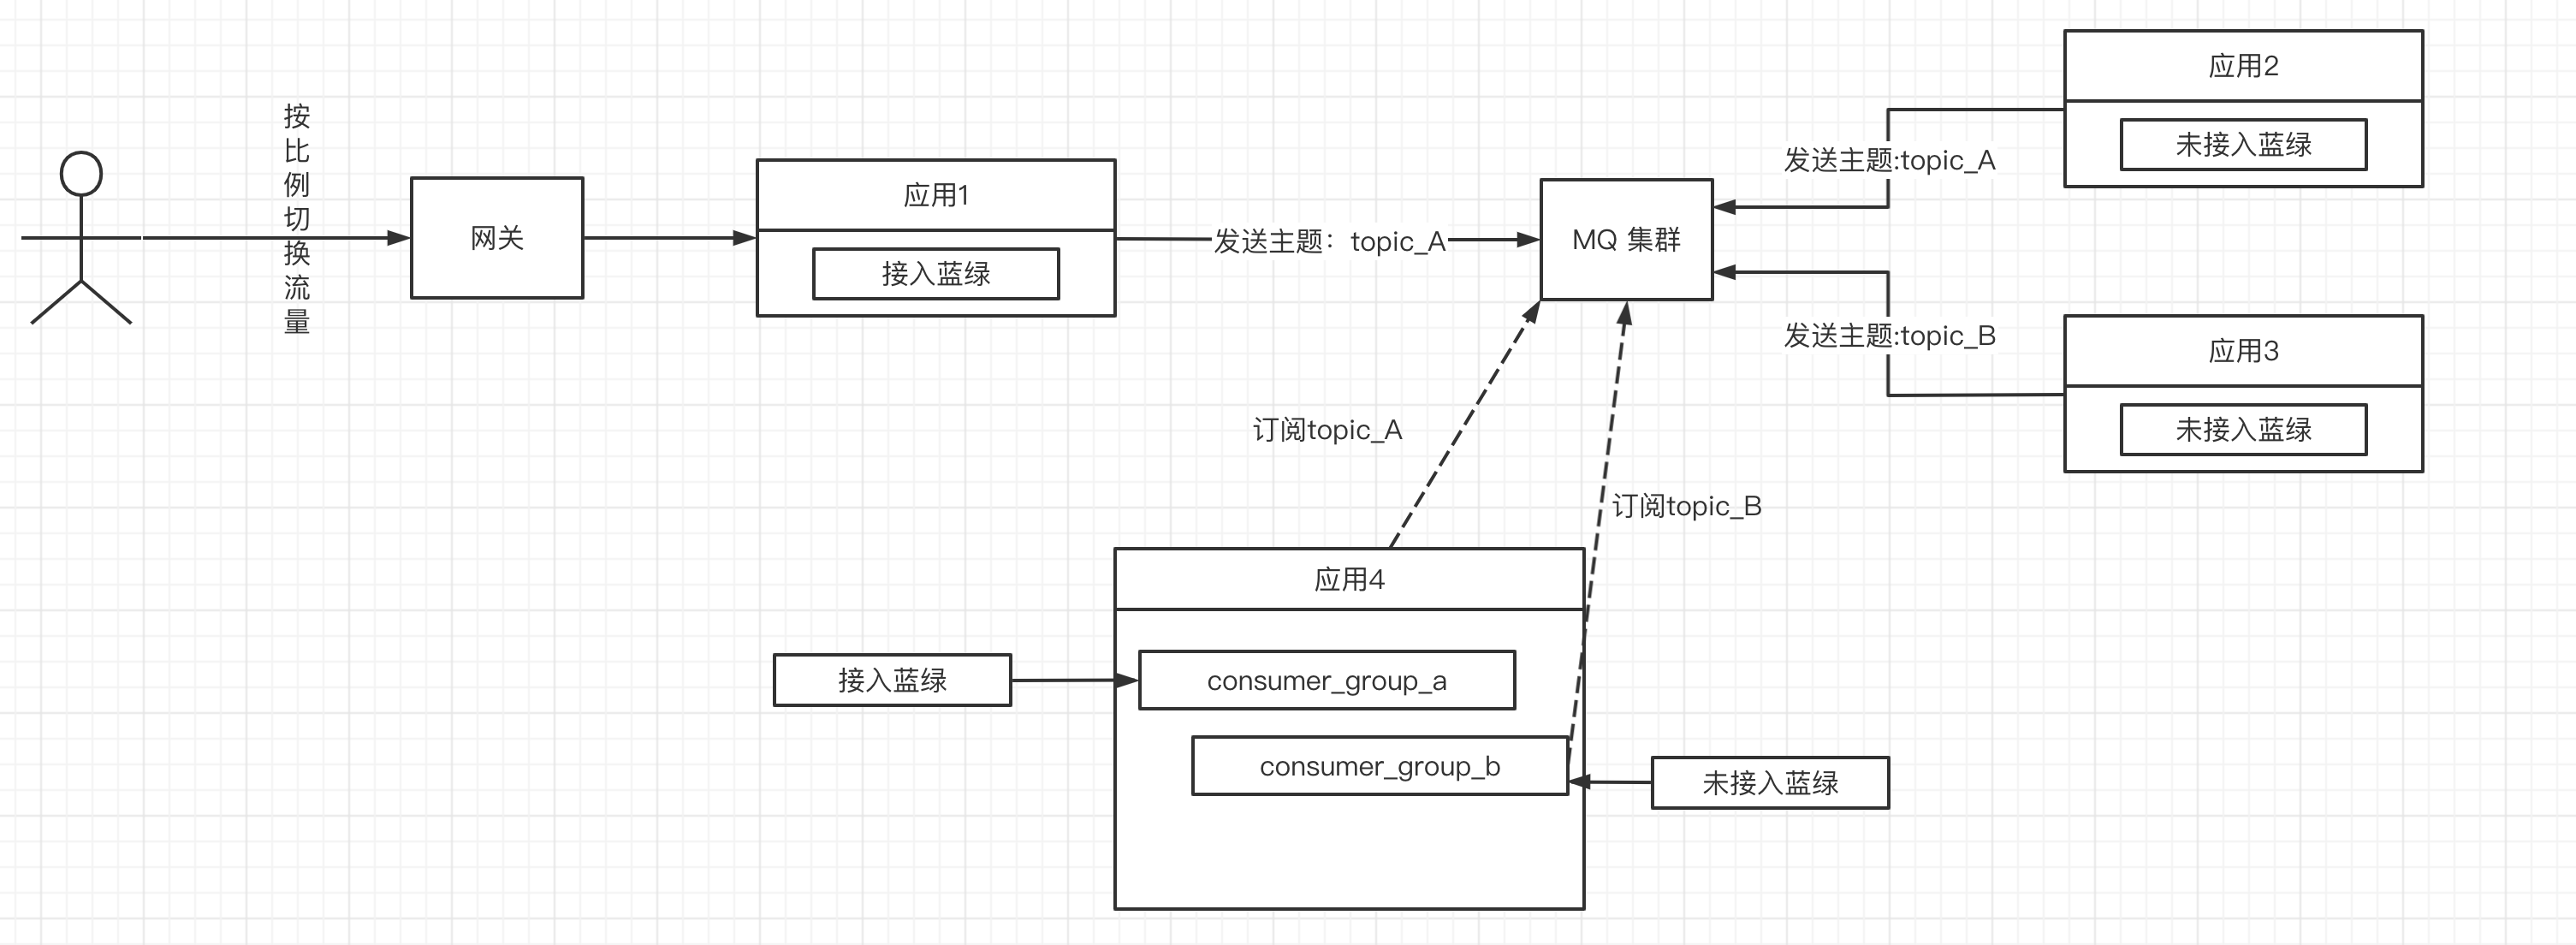 按比例切换流量
网关
应用1
接入蓝绿
发送主题：topic_A
MQ 集群
发送主题:topic_A
应用2
未接入蓝绿
发送主题:topic_B
应用3
未接入蓝绿
订阅topic_A
订阅topic_B
应用4
接入蓝绿
consumer_group_a
consumer_group_b
未接入蓝绿